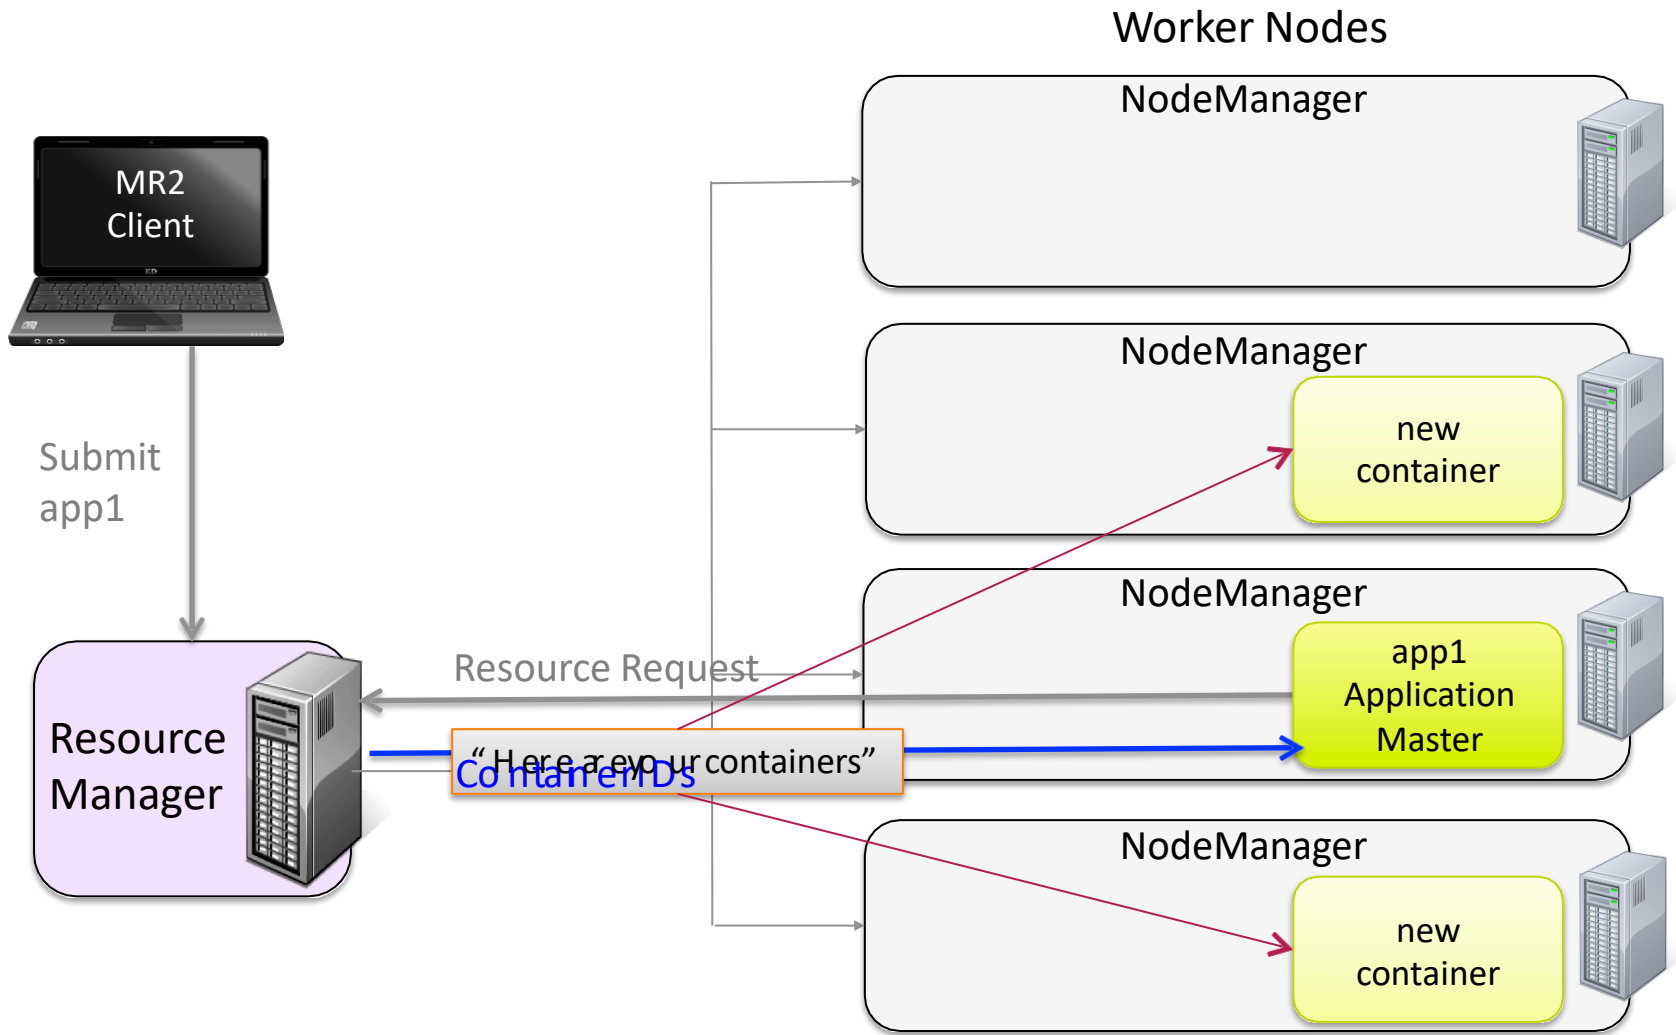 Worker Nodes
NodeManager
MR2
Client
NodeManager
new
container
Submit
app1
NodeManager
app1
Application
Master
Resource Request
Resource
Manager
“Here are your containers”
ContainerIDs
NodeManager
new
container